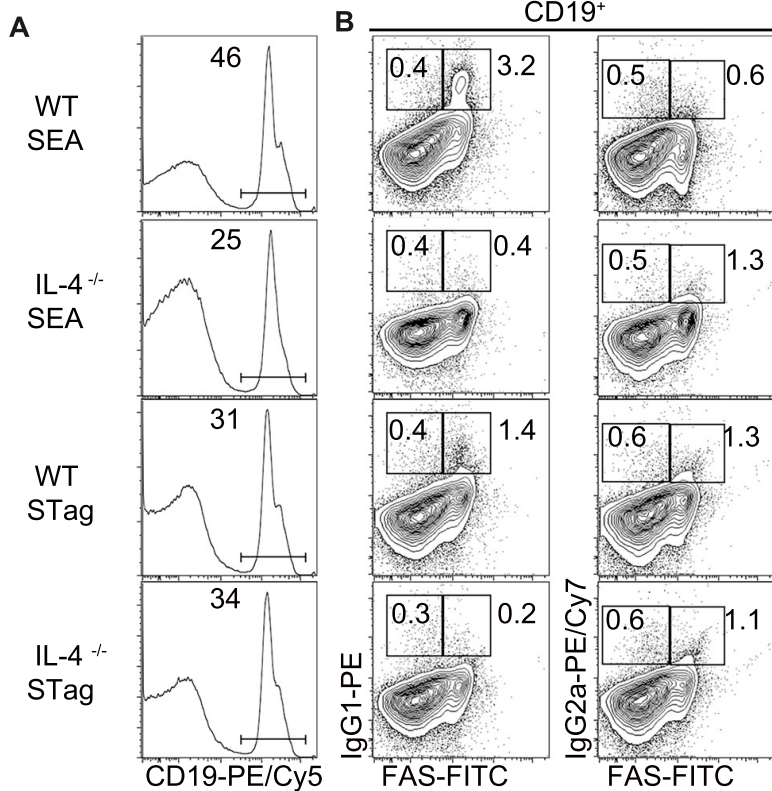 A
B
CD19+
WT
SEA
46
0.4
3.2
0.5
0.6
IL-4 -/-
SEA
25
0.4
0.4
0.5
1.3
WT
STag
31
0.4
1.4
0.6
1.3
IL-4 -/-
STag
34
0.3
0.2
0.6
1.1
IgG1-PE
IgG2a-PE/Cy7
CD19-PE/Cy5
FAS-FITC
FAS-FITC